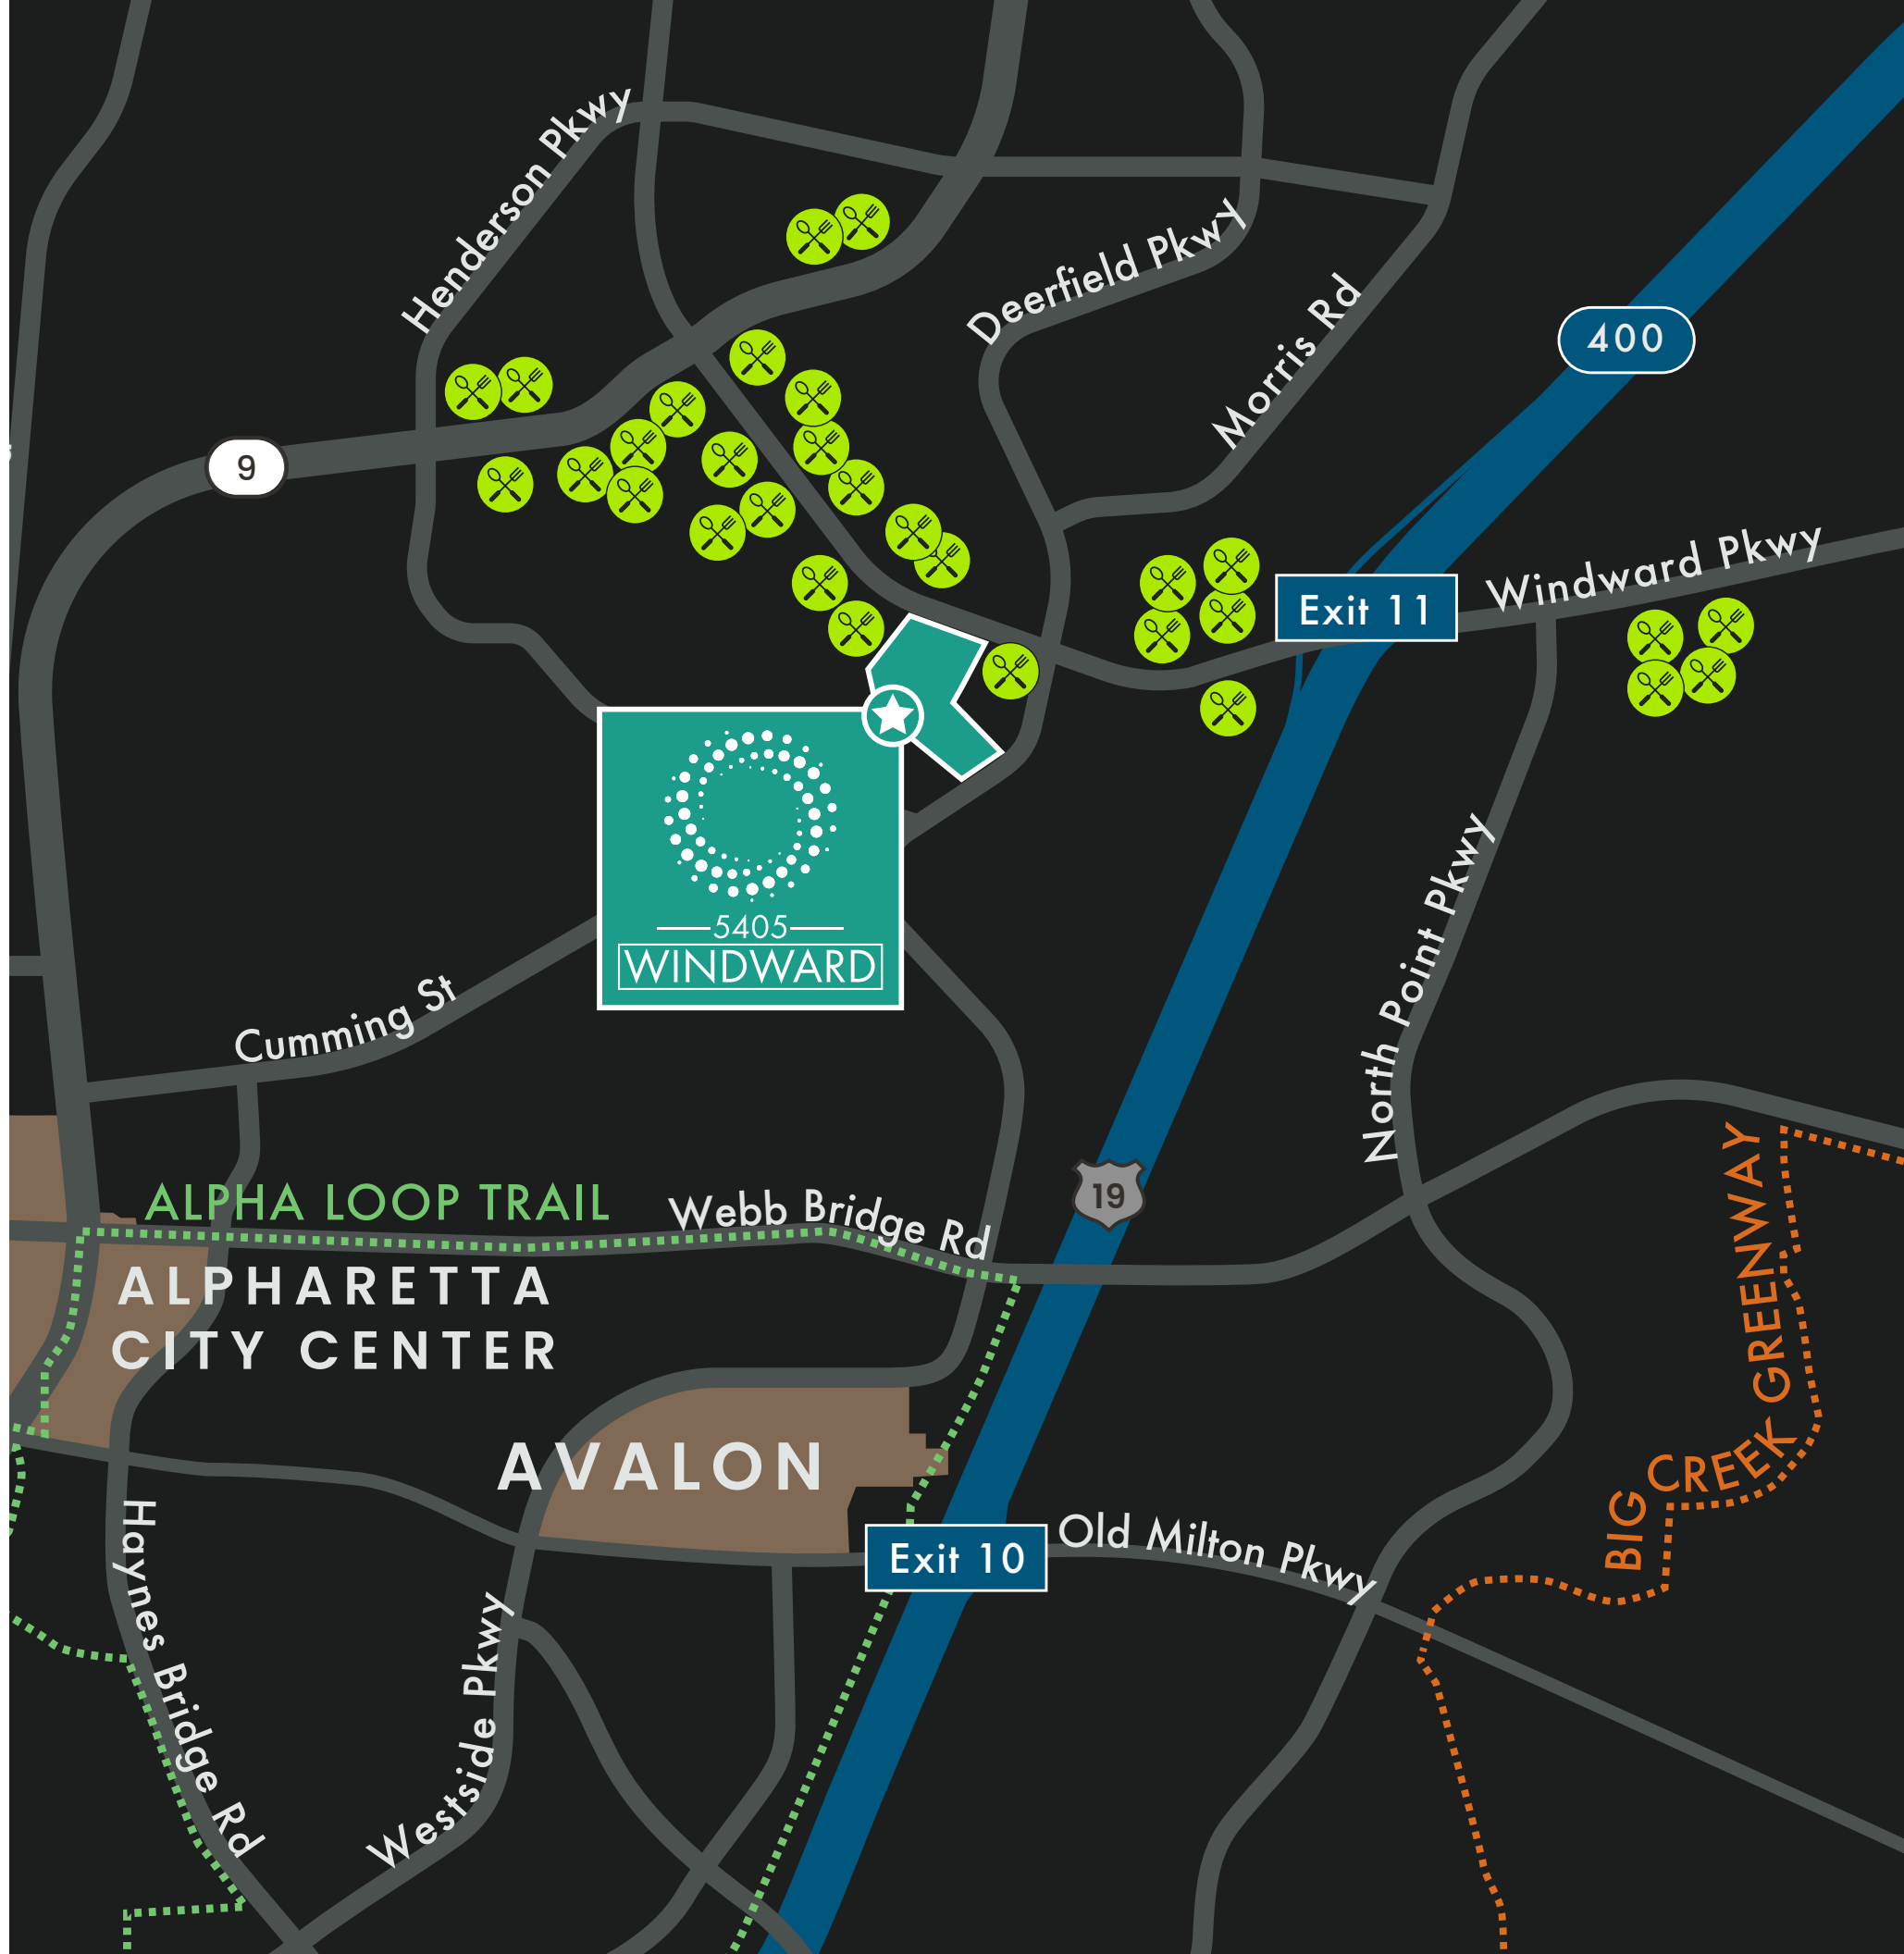 Henderson Pkwy
Deerfield Pkwy
Morris Rd
400
9
Windward Pkwy
Exit 11
5405
WINDWARD
North Point Pkwy
Cumming St
ALPHA LOOP TRAIL
Webb Bridge Rd
19
ALPHARETTA
CITY CENTER
BIG CREEK GREENWAY
AVALON
Exit 10
Old Milton Pkwy
Haynes Bridge Rd
Westside Pkwy